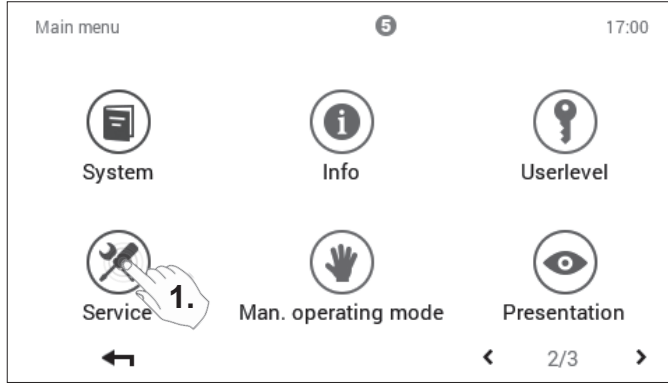 Main menu 5 17:00
System Info Userlevel
1.
Service Man. operating mode Presentation
2/3